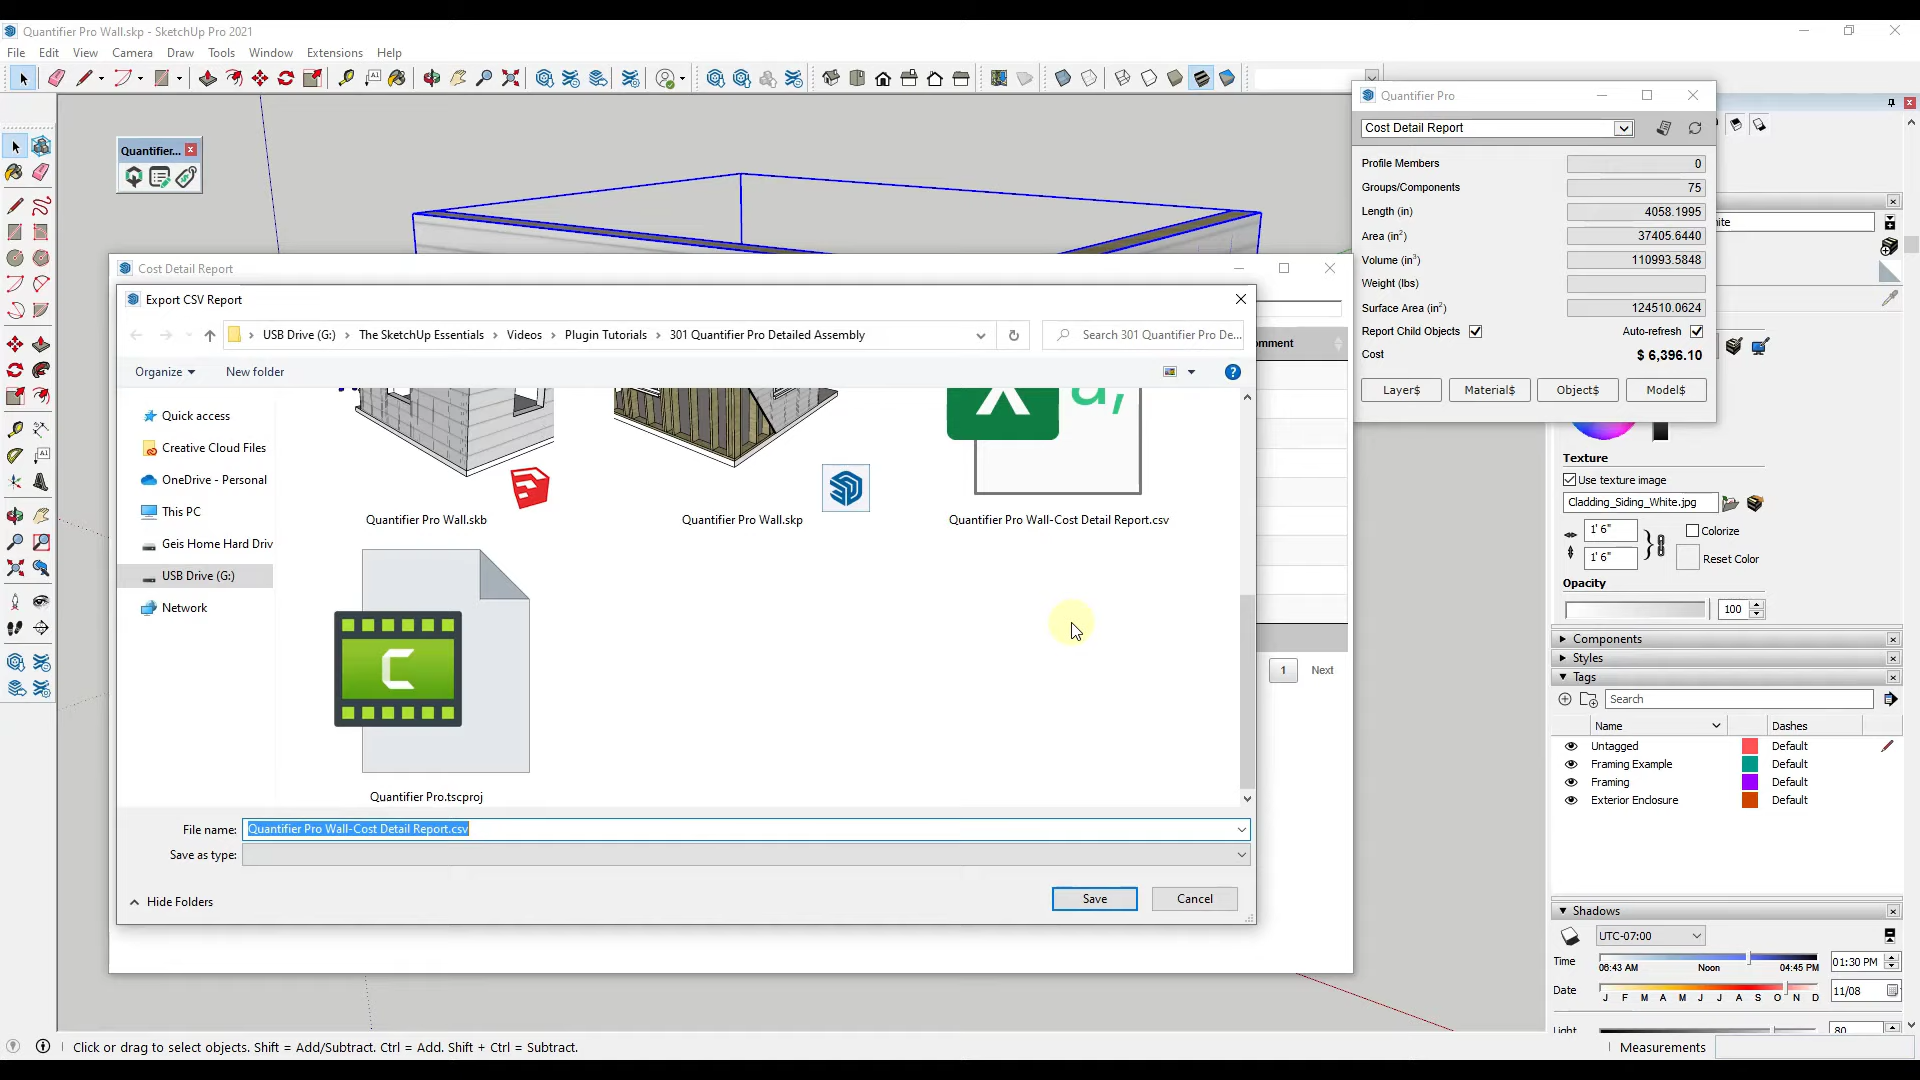 Quantifier Pro Wall.skp - SketchUp Pro 2021
File Edit View Camera Draw Tools Window Extensions Help
Quantifier...
Quantifier Pro
Cost Detail Report
Profile Members 0
Groups/Components 75
Length (in) 4058.1995
Area (in²) 37405.6440
Volume (in³) 110993.5848
Weight (lbs)
Surface Area (in²) 124510.0624
Report Child Objects Auto-refresh
Cost $ 6,396.10
Layer$ Material$ Object$ Model$
Cost Detail Report
Export CSV Report
USB Drive (G:) The SketchUp Essentials Videos Plugin Tutorials 301 Quantifier Pro Detailed Assembly
Search 301 Quantifier Pro De...
Organize New folder
Quick access
Creative Cloud Files
OneDrive - Personal
This PC
Geis Home Hard Driv
USB Drive (G:)
Network
Quantifier Pro Wall.skb
Quantifier Pro Wall.skp
Quantifier Pro Wall-Cost Detail Report.csv
Quantifier Pro.tscproj
File name: Quantifier Pro Wall-Cost Detail Report.csv
Save as type:
Hide Folders
Save Cancel
1 Next
Texture
Use texture image
Cladding_Siding_White.jpg
1' 6"
Colorize
1' 6"
Reset Color
Opacity
100
Components
Styles
Tags
Search
Name Dashes
Untagged Default
Framing Example Default
Framing Default
Exterior Enclosure Default
Shadows
UTC-07:00
Time 06:43 AM Noon 04:45 PM 01:30 PM
Date J F M A M J J A S O N D 11/08
Light 80
Click or drag to select objects. Shift = Add/Subtract. Ctrl = Add. Shift + Ctrl = Subtract.
Measurements